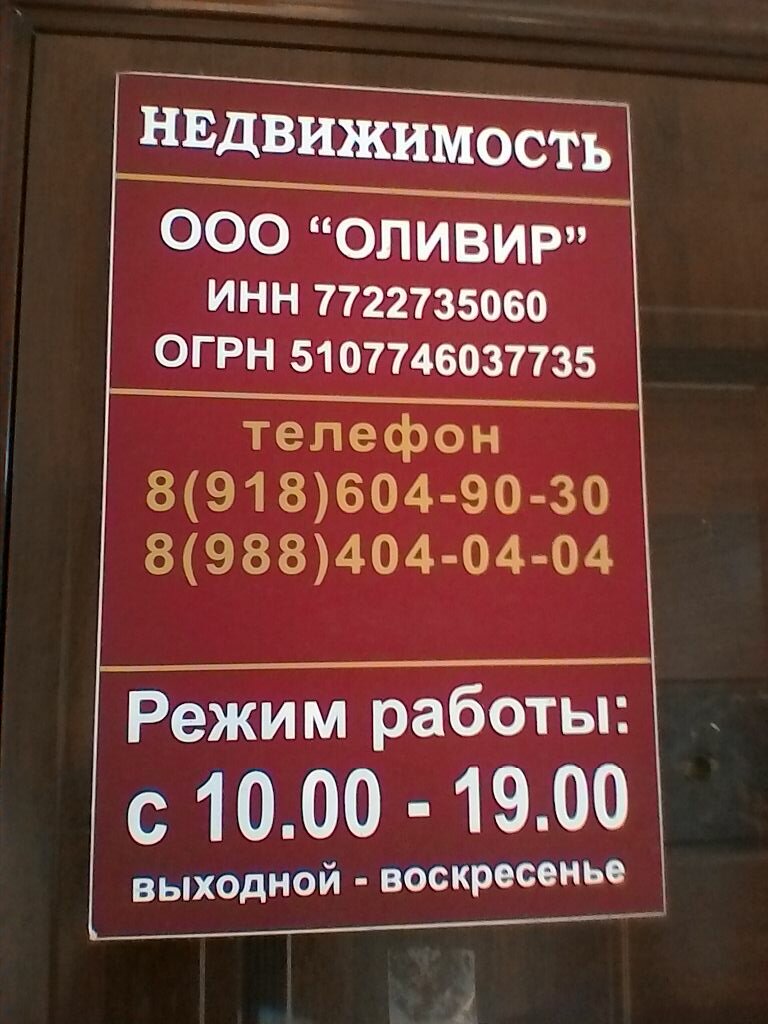 НЕДВИЖИМОСТЬ
ООО “ОЛИВИР”
ИНН 7722735060
ОГРН 5107746037735
телефон
8(918)604-90-30
8(988)404-04-04
Режим работы:
с 10.00 - 19.00
выходной - воскресенье